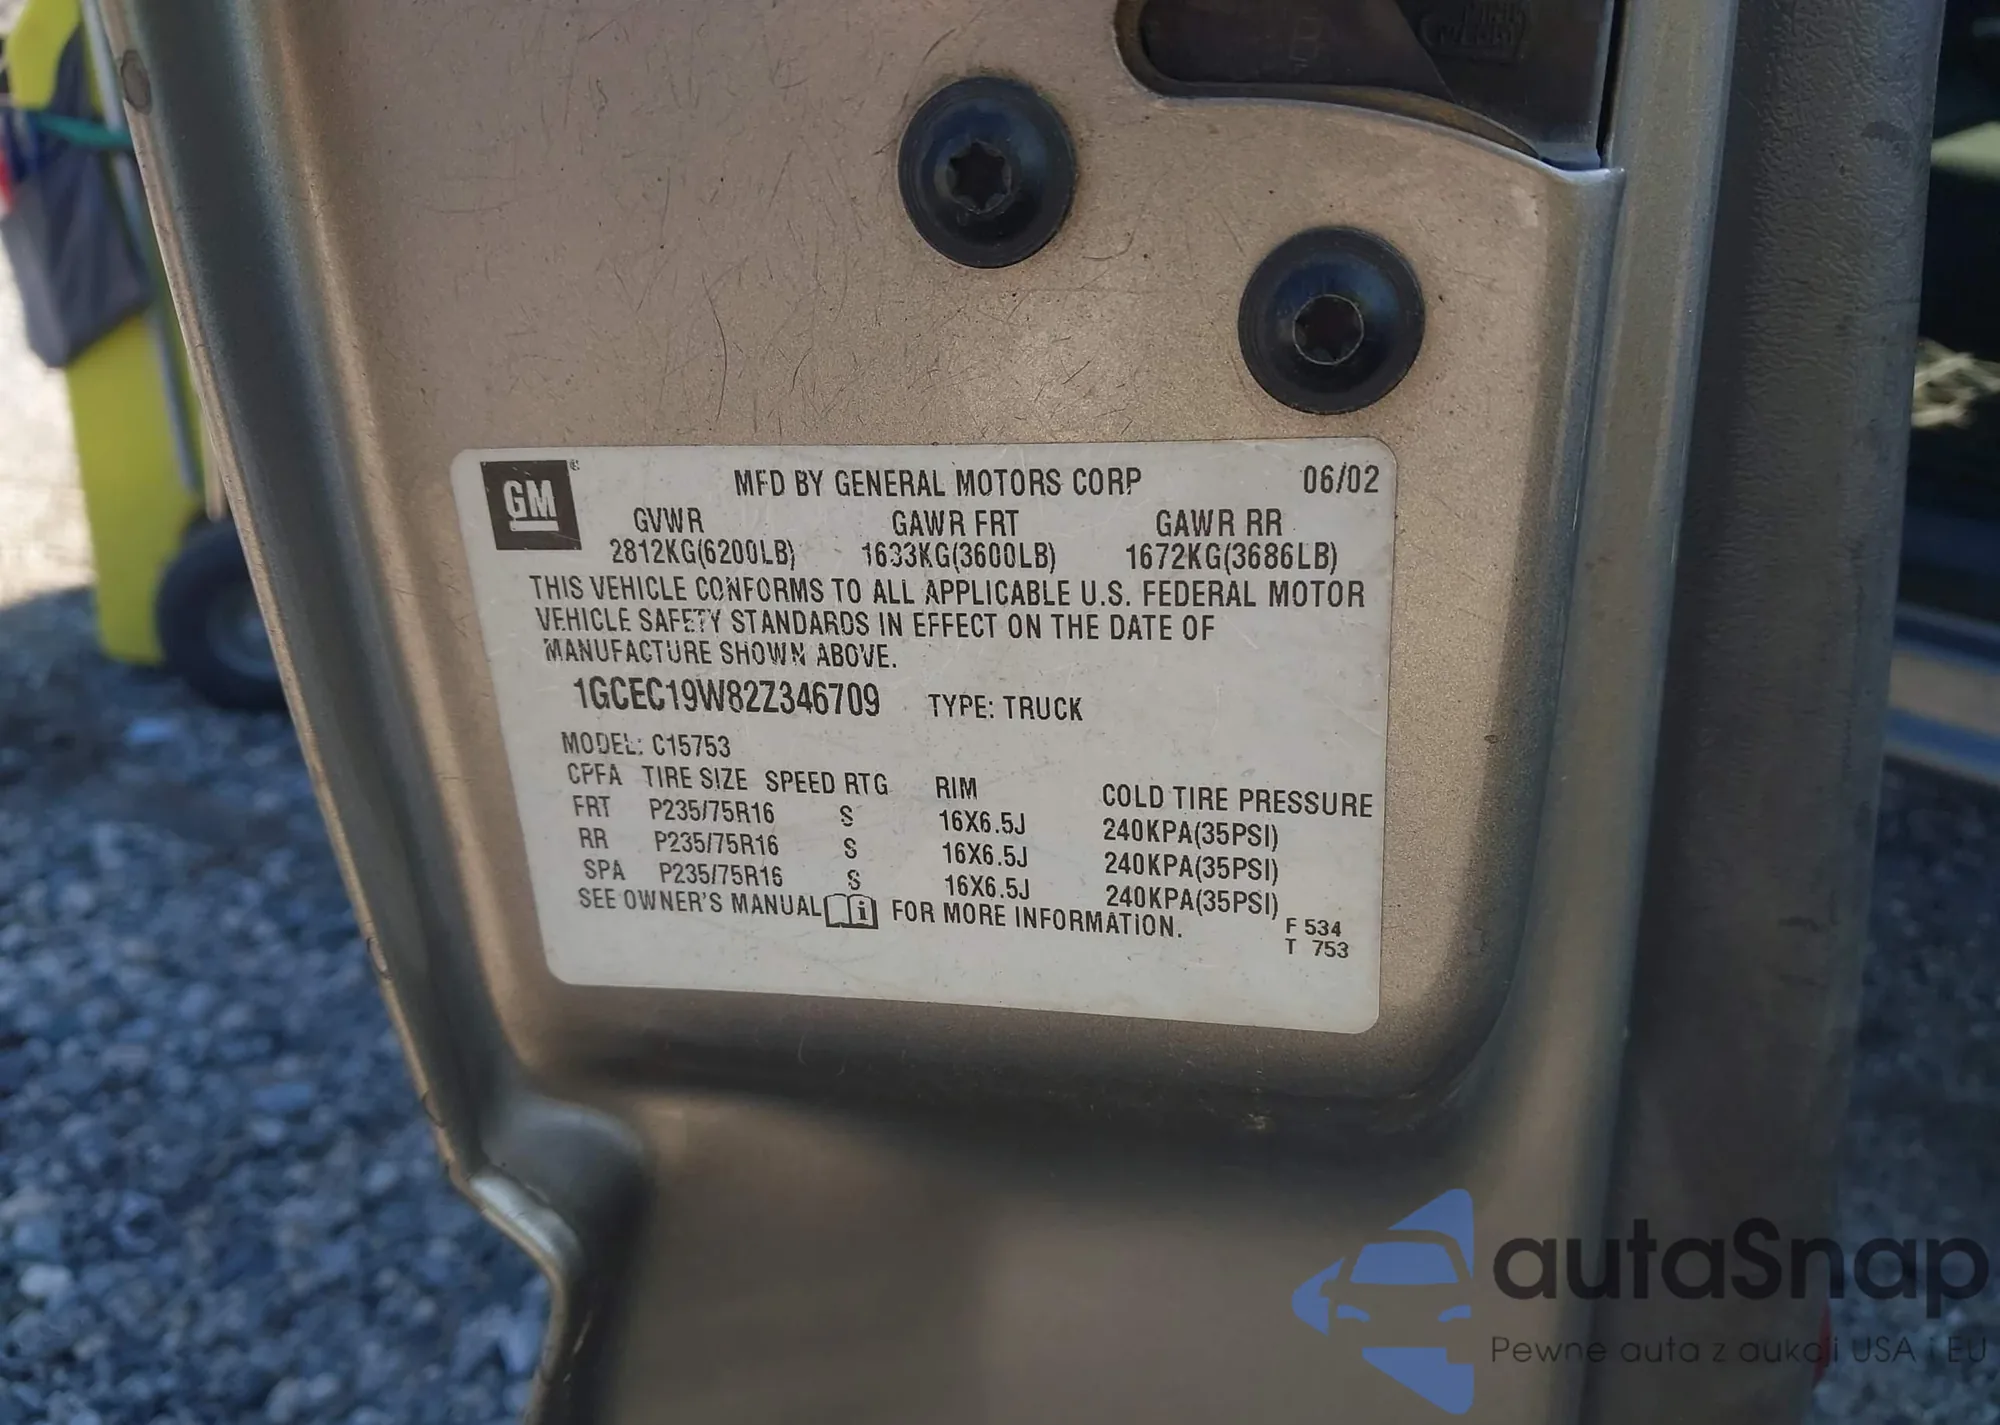 GM®
MFD BY GENERAL MOTORS CORP 06/02
GVWR GAWR FRT GAWR RR
2812KG(6200LB) 1633KG(3600LB) 1672KG(3686LB)
THIS VEHICLE CONFORMS TO ALL APPLICABLE U.S. FEDERAL MOTOR
VEHICLE SAFETY STANDARDS IN EFFECT ON THE DATE OF
MANUFACTURE SHOWN ABOVE.
1GCEC19W82Z346709 TYPE: TRUCK
MODEL: C15753
CPFA TIRE SIZE SPEED RTG RIM COLD TIRE PRESSURE
FRT P235/75R16 S 16X6.5J 240KPA(35PSI)
RR P235/75R16 S 16X6.5J 240KPA(35PSI)
SPA P235/75R16 S 16X6.5J 240KPA(35PSI)
SEE OWNER'S MANUAL i FOR MORE INFORMATION.
F 534
T 753
autaSnap
Pewne auta z aukcji USA i EU